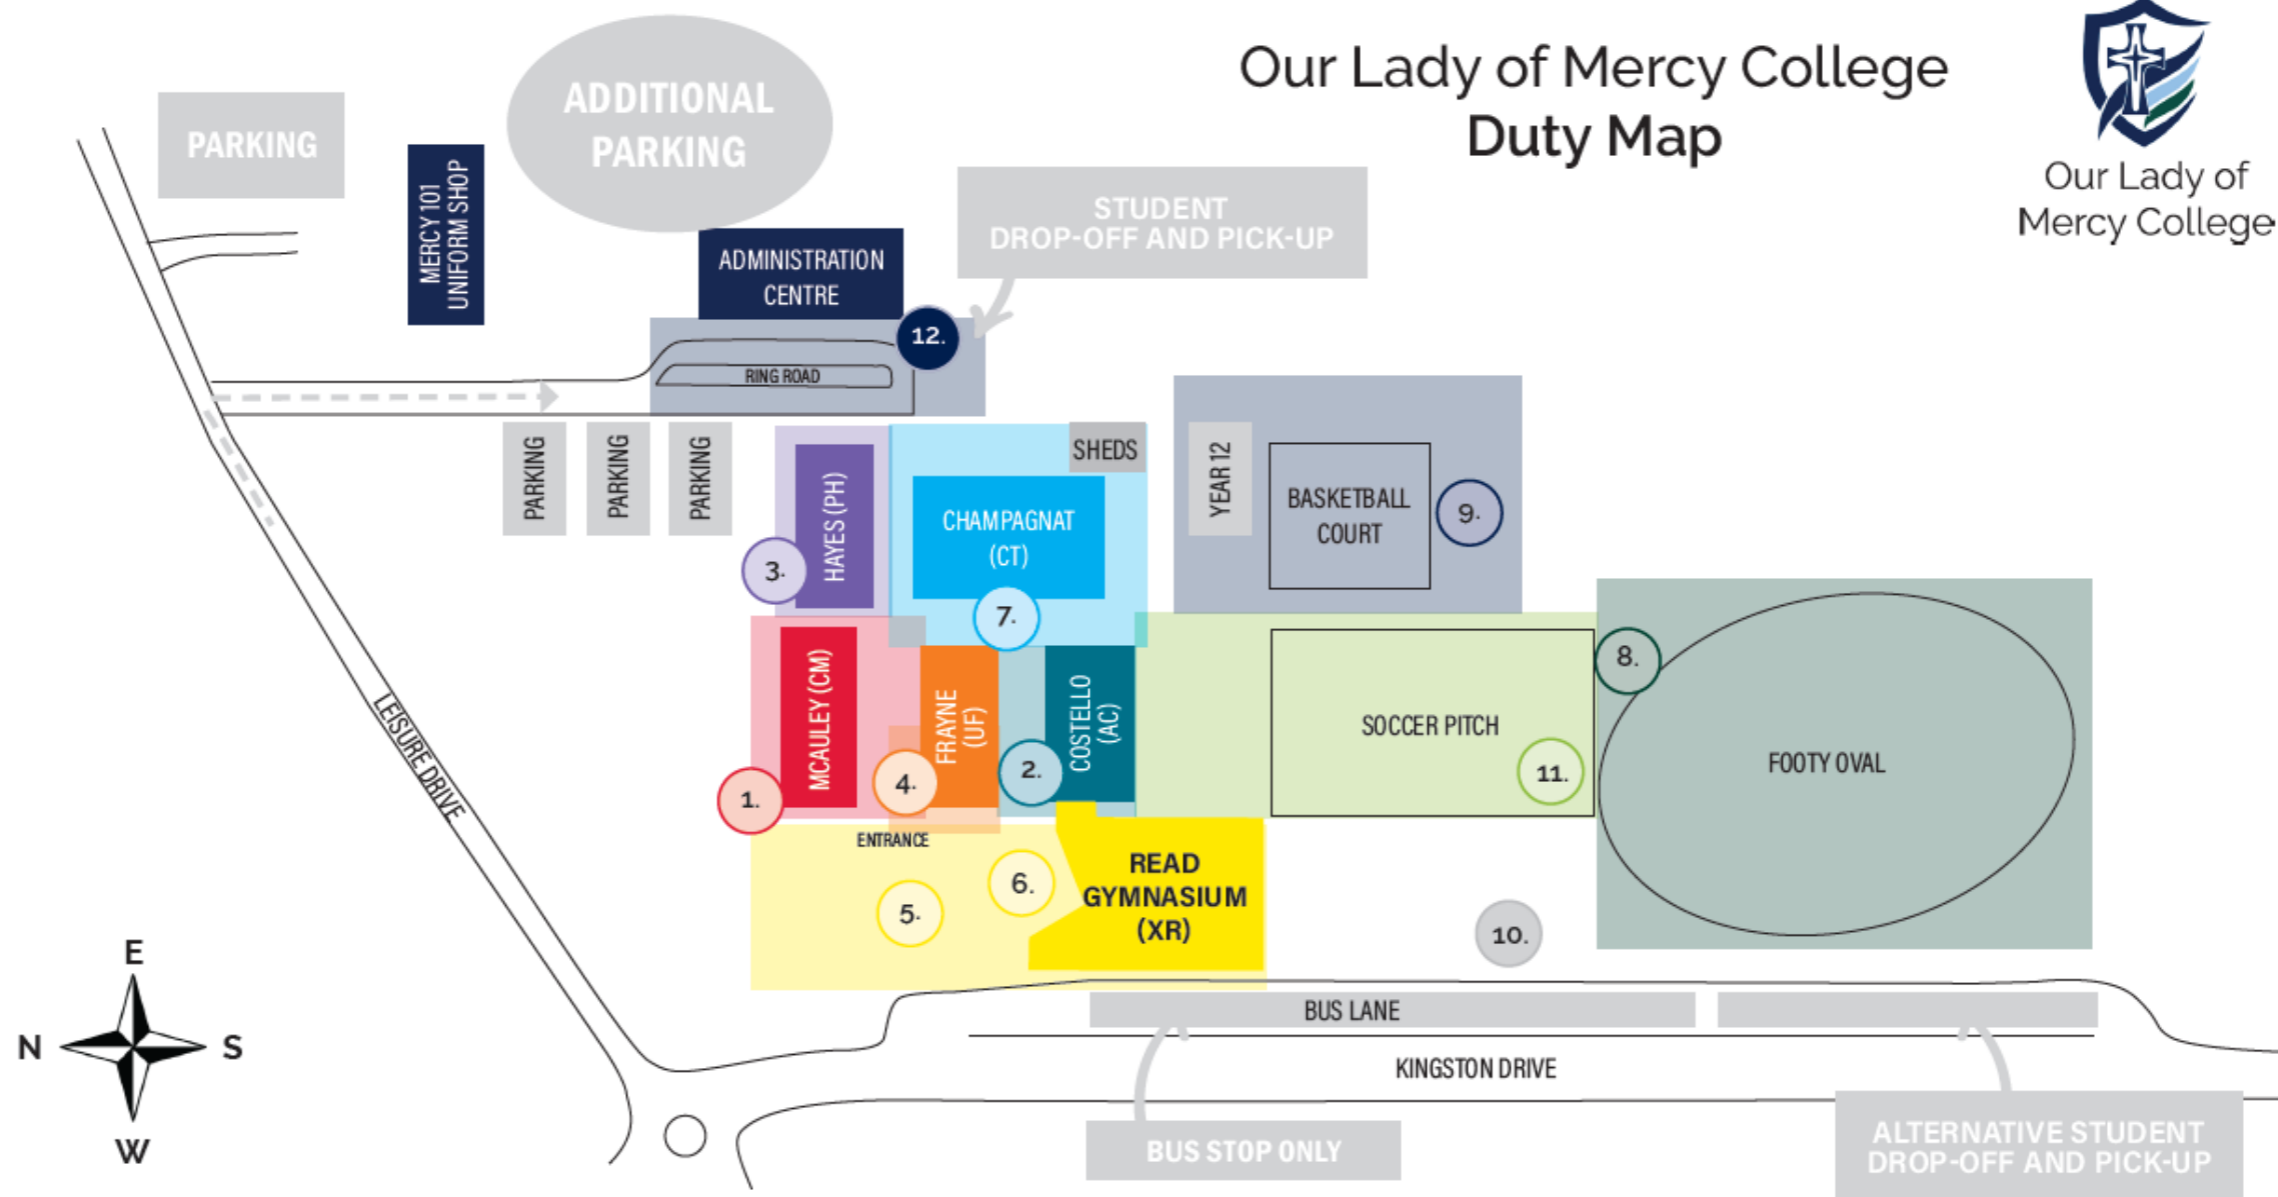 Our Lady of Mercy College
Duty Map
Our Lady of
Mercy College
PARKING
ADDITIONAL
PARKING
MERCY 101
UNIFORM SHOP
STUDENT
DROP-OFF AND PICK-UP
ADMINISTRATION
CENTRE
12.
RING ROAD
PARKING
PARKING
PARKING
HAYES (PH)
3.
SHEDS
CHAMPAGNAT
(CT)
7.
YEAR 12
BASKETBALL
COURT
9.
MCAULEY (CM)
1.
FRAYNE
(UF)
4.
COSTELLO
(AC)
2.
SOCCER PITCH
11.
8.
FOOTY OVAL
LEISURE DRIVE
ENTRANCE
5.
6.
READ
GYMNASIUM
(XR)
10.
E
N
S
W
BUS LANE
KINGSTON DRIVE
BUS STOP ONLY
ALTERNATIVE STUDENT
DROP-OFF AND PICK-UP